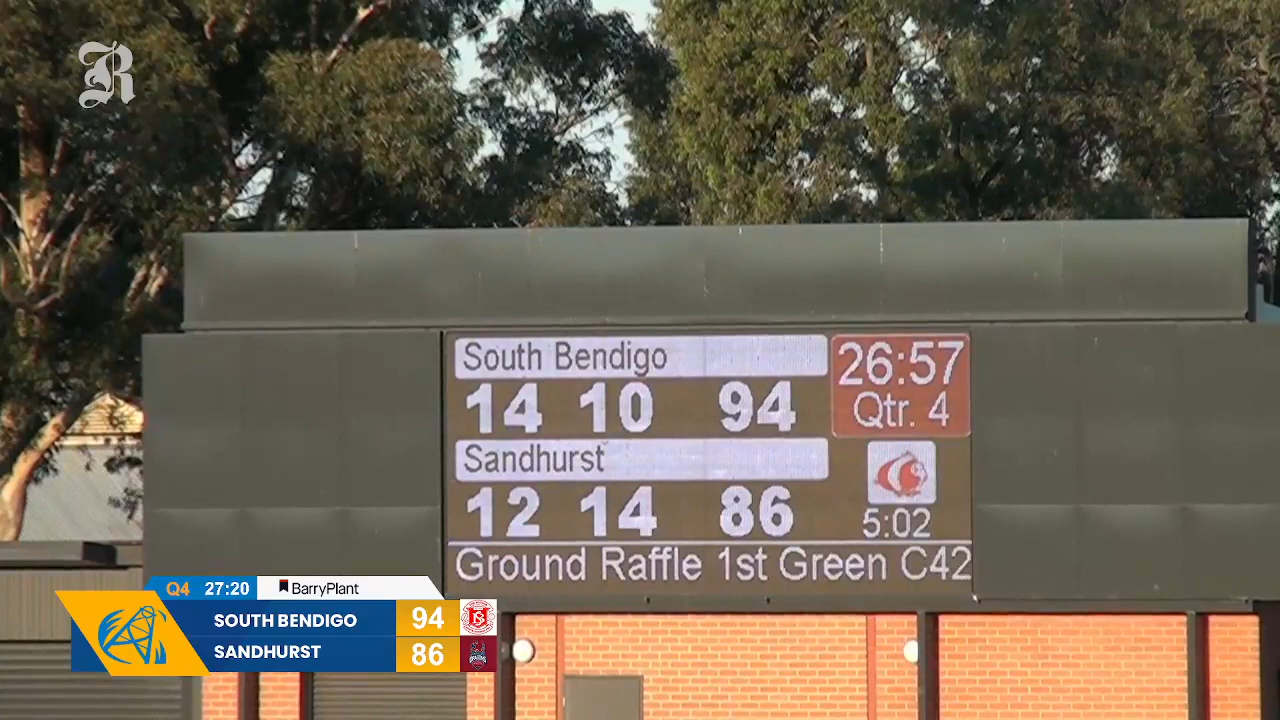 R
South Bendigo
26:57
14 10 94
Qtr. 4
Sandhurst
12 14 86
5:02
Ground Raffle 1st Green C42
Q4 27:20 BarryPlant
SOUTH BENDIGO 94
SANDHURST 86